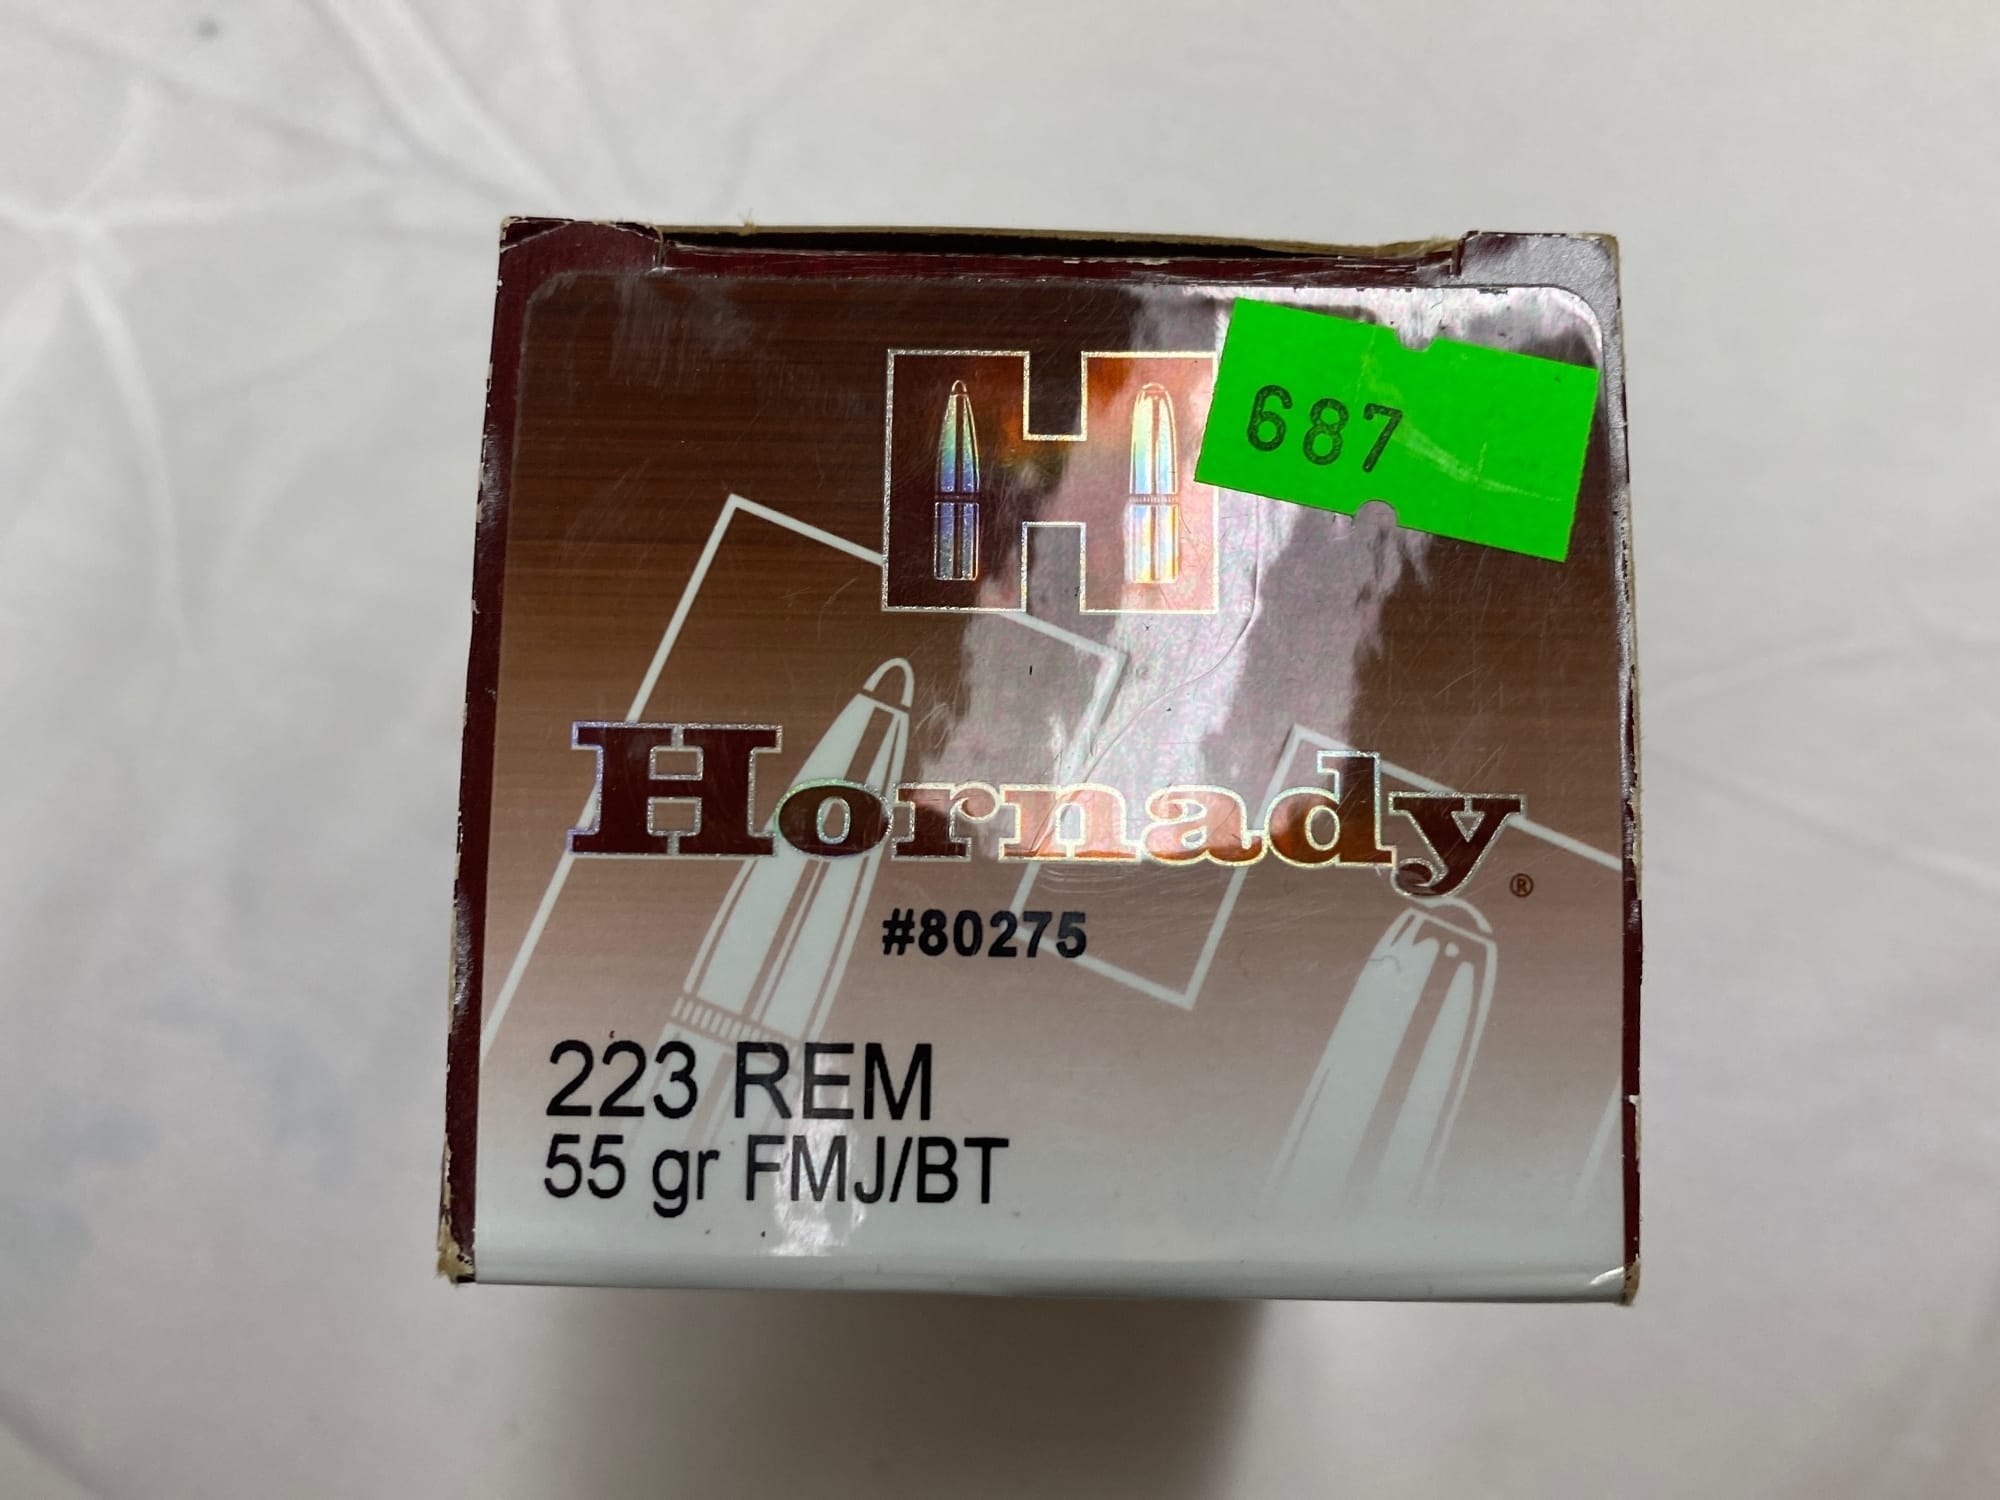 H
687
Hornady®
#80275
223 REM
55 gr FMJ/BT